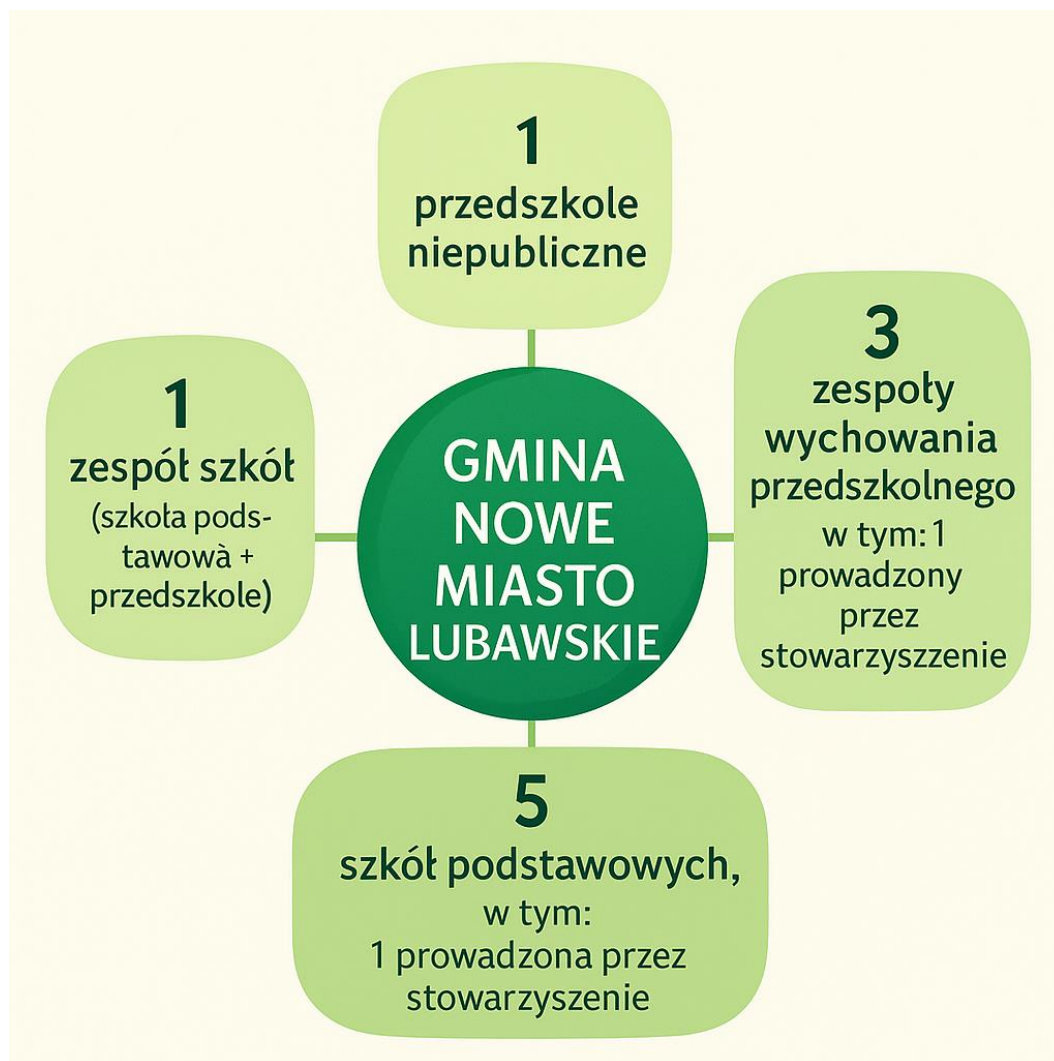 1
przedszkole
niepubliczne
1
zespół szkół
(szkoła pods-
tawowà +
przedszkole)
GMINA
NOWE
MIASTO
LUBAWSKIE
3
zespoły
wychowania
przedszkolnego
w tym: 1
prowadzony
przez
stowarzyszzenie
5
szkół podstawowych,
w tym:
1 prowadzona przez
stowarzyszenie